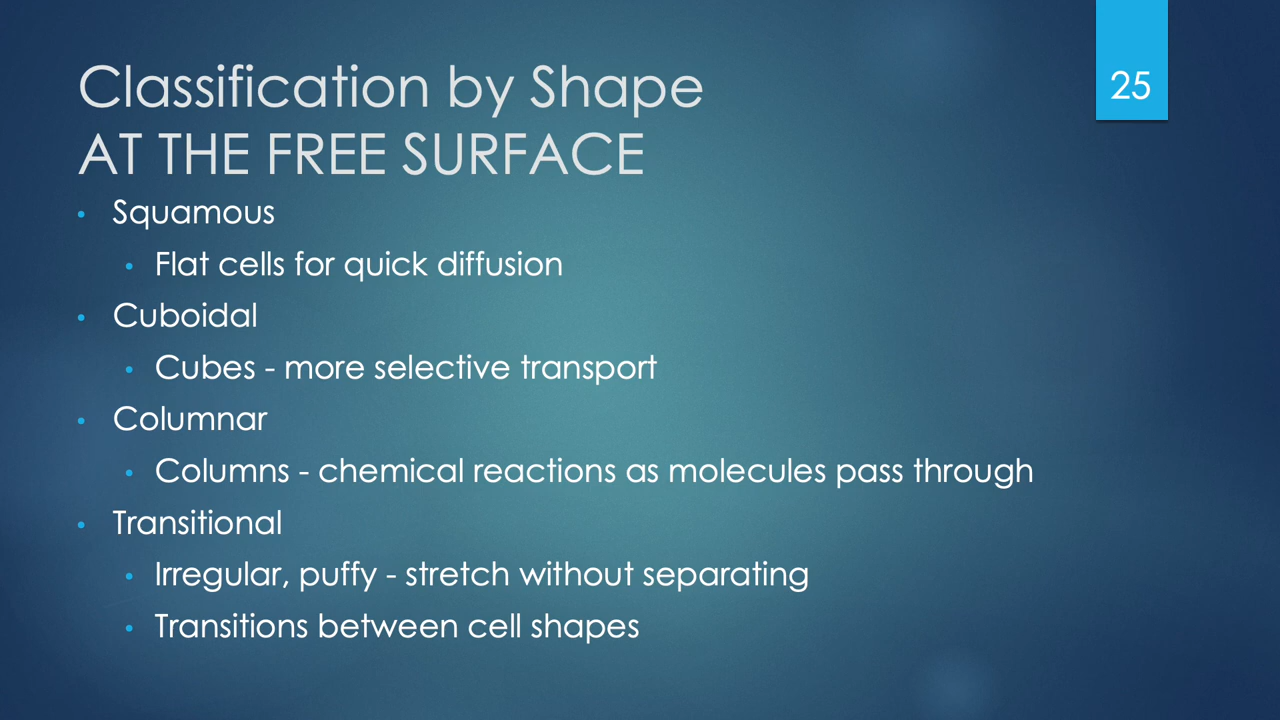 Classification by Shape
AT THE FREE SURFACE
25
• Squamous
• Flat cells for quick diffusion
• Cuboidal
• Cubes - more selective transport
• Columnar
• Columns - chemical reactions as molecules pass through
• Transitional
• Irregular, puffy - stretch without separating
• Transitions between cell shapes